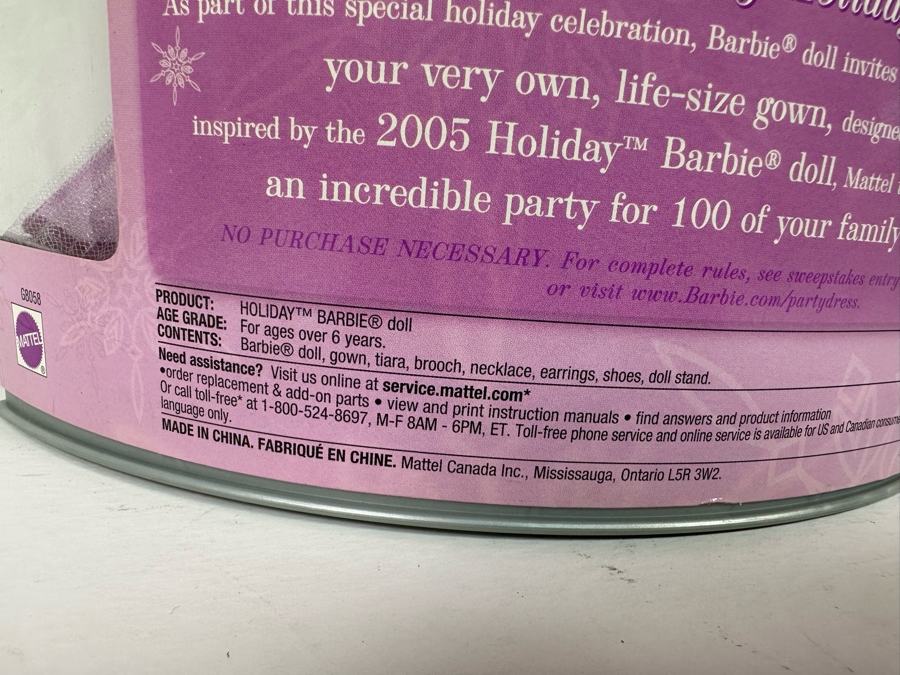 As part of this special holiday celebration, Barbie® doll invites
your very own, life-size gown, designe
inspired by the 2005 Holiday™ Barbie® doll, Mattel
an incredible party for 100 of your family
NO PURCHASE NECESSARY. For complete rules, see sweepstakes entry
or visit www.Barbie.com/partydress.
G8058
MATTEL
®
PRODUCT: HOLIDAY™ BARBIE® doll
AGE GRADE: For ages over 6 years.
CONTENTS: Barbie® doll, gown, tiara, brooch, necklace, earrings, shoes, doll stand.
Need assistance? Visit us online at service.mattel.com*
•order replacement & add-on parts • view and print instruction manuals • find answers and product information
Or call toll-free* at 1-800-524-8697, M-F 8AM - 6PM, ET. Toll-free phone service and online service is available for US and Canadian consume
language only.
MADE IN CHINA. FABRIQUÉ EN CHINE. Mattel Canada Inc., Mississauga, Ontario L5R 3W2.